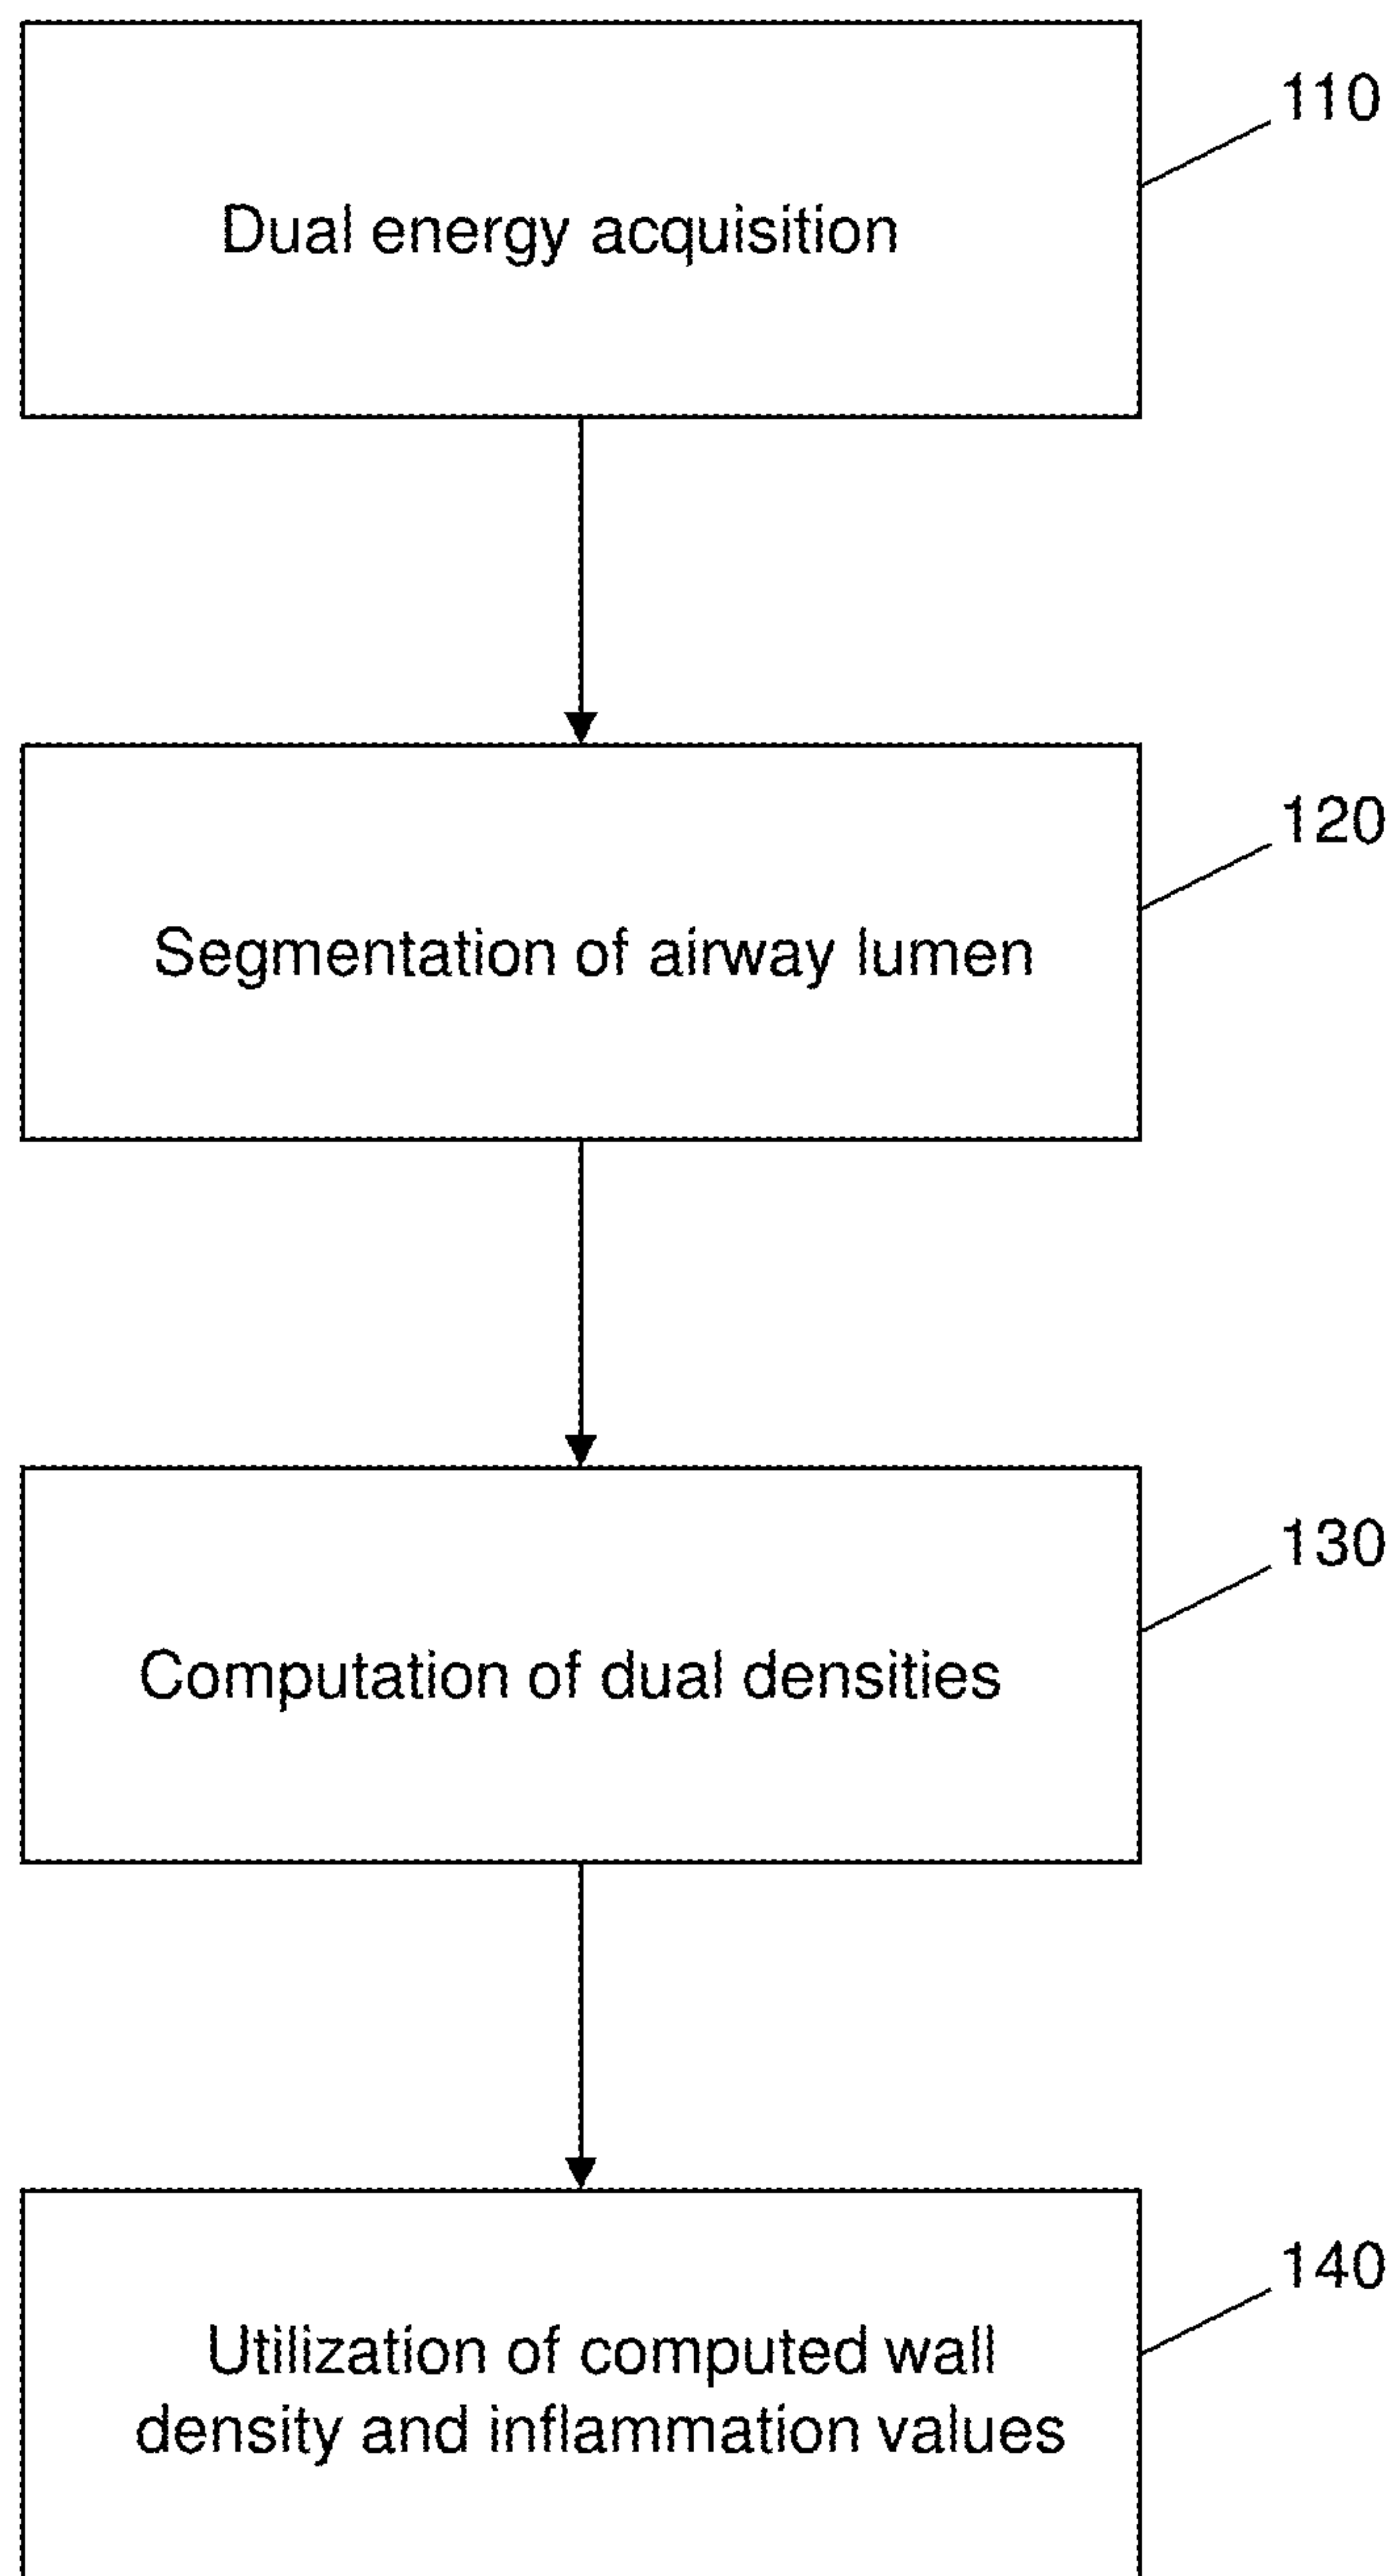 110
Dual energy acquisition
120
Segmentation of airway lumen
130
Computation of dual densities
140
Utilization of computed wall
density and inflammation values